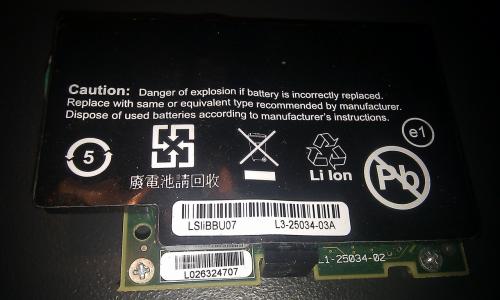 Caution: Danger of explosion if battery is incorrectly replaced.
Replace with same or equivalent type recommended by manufacturer.
Dispose of used batteries according to manufacturer's instructions.
e1
5
Li Ion
Pb
廢電池請回收
LSIiBBU07 L3-25034-03A
L1-25034-02
L026324707